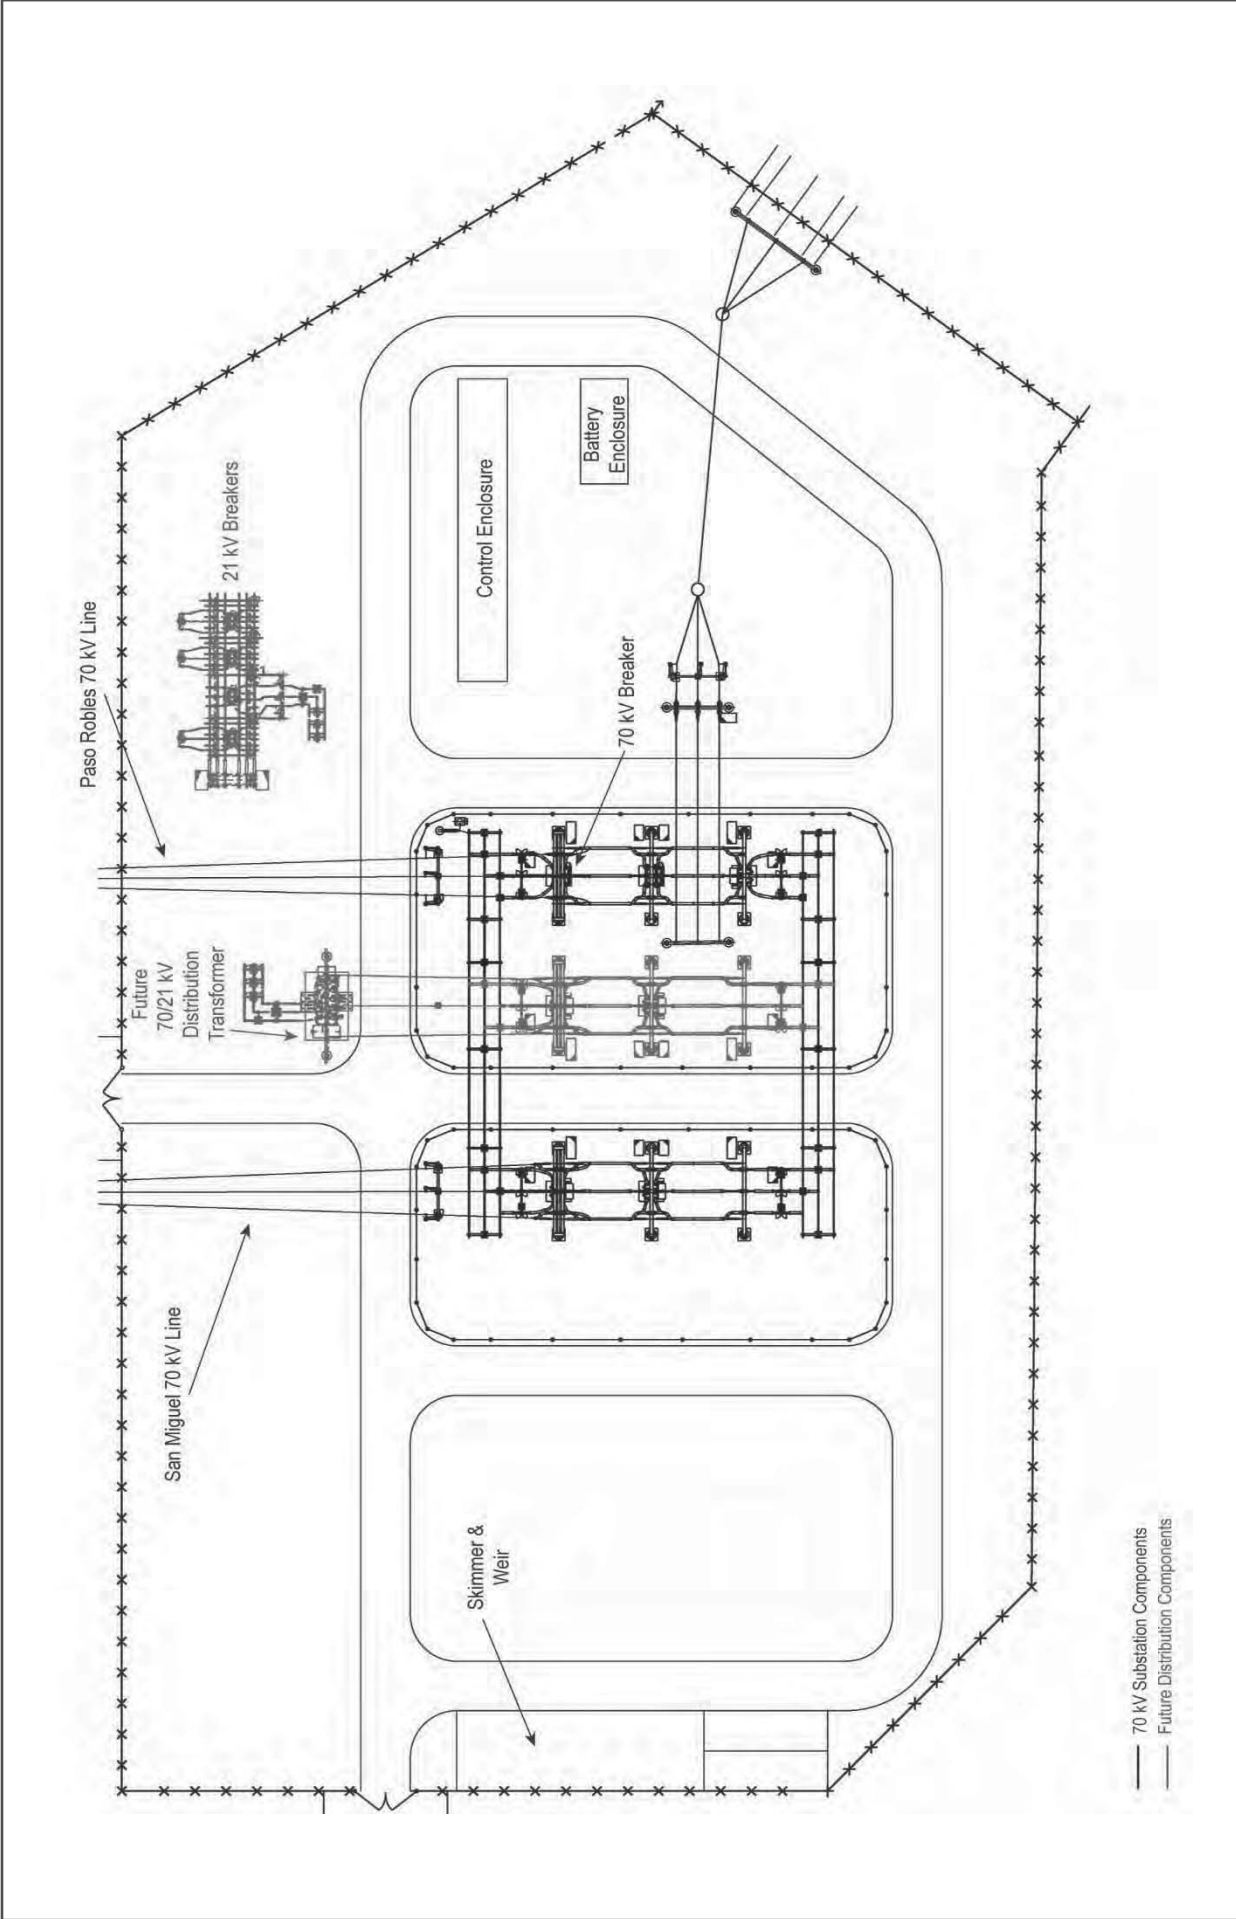 Paso Robles 70 kV Line
21 kV Breakers
Control Enclosure
Battery
Enclosure
70 kV Breaker
Future
70/21 kV
Distribution
Transformer
San Miguel 70 kV Line
Skimmer &
Weir
70 kV Substation Components
Future Distribution Components